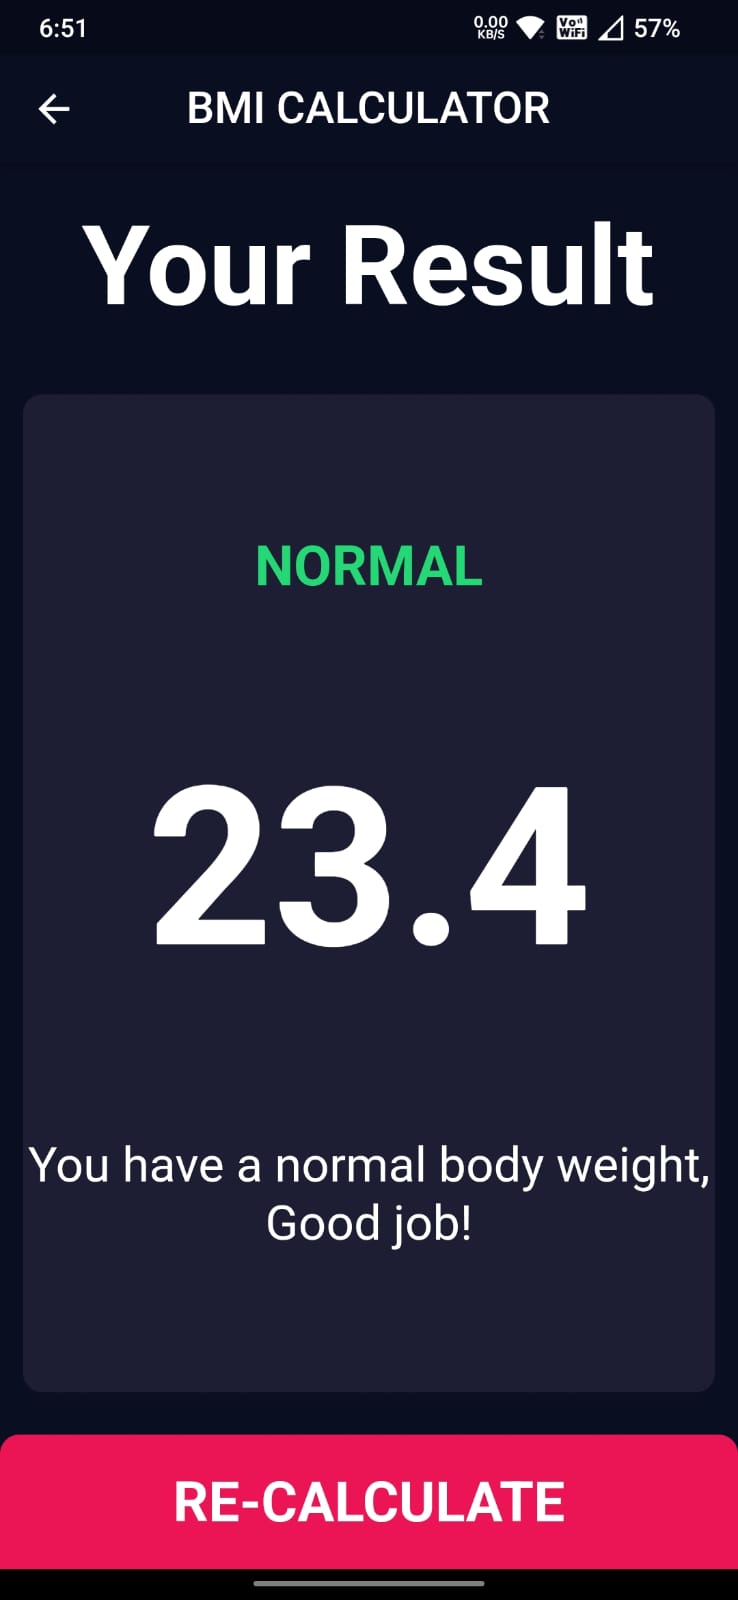 6:51
0.00
KB/S
Vo
WiFi
57%
BMI CALCULATOR
Your Result
NORMAL
23.4
You have a normal body weight,
Good job!
RE-CALCULATE